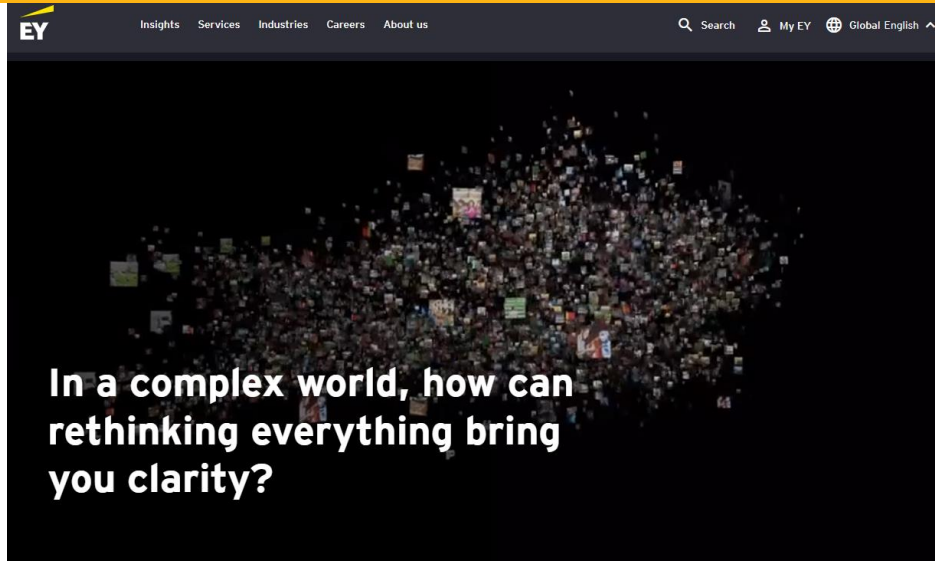 EY
Insights Services Industries Careers About us Search My EY Global English
In a complex world, how can
rethinking everything bring
you clarity?